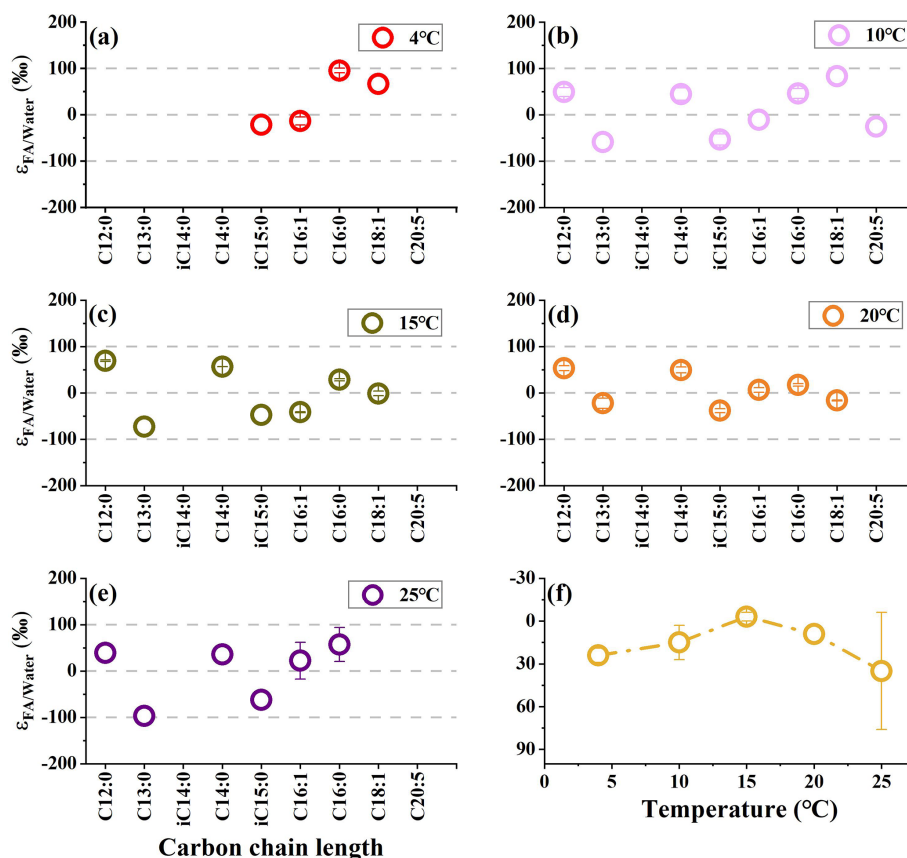 (a)
4°C
200
100
0
-100
-200
ε_FA/Water (‰)
C12:0
C13:0
iC14:0
C14:0
iC15:0
C16:1
C16:0
C18:1
C20:5
(b)
10°C
200
100
0
-100
-200
C12:0
C13:0
iC14:0
C14:0
iC15:0
C16:1
C16:0
C18:1
C20:5
(c)
15°C
200
100
0
-100
-200
ε_FA/Water (‰)
C12:0
C13:0
iC14:0
C14:0
iC15:0
C16:1
C16:0
C18:1
C20:5
(d)
20°C
200
100
0
-100
-200
C12:0
C13:0
iC14:0
C14:0
iC15:0
C16:1
C16:0
C18:1
C20:5
(e)
25°C
200
100
0
-100
-200
ε_FA/Water (‰)
C12:0
C13:0
iC14:0
C14:0
iC15:0
C16:1
C16:0
C18:1
C20:5
Carbon chain length
(f)
-30
0
30
60
90
0 5 10 15 20 25
Temperature (°C)